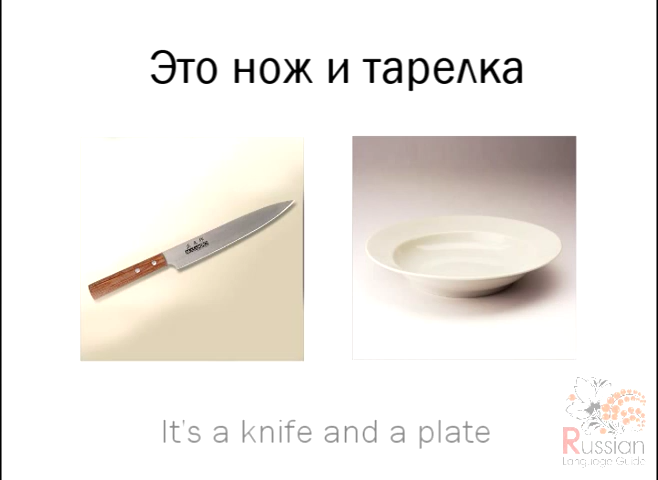 Это нож и тарелка
It's a knife and a plate
Russian
Language Guide